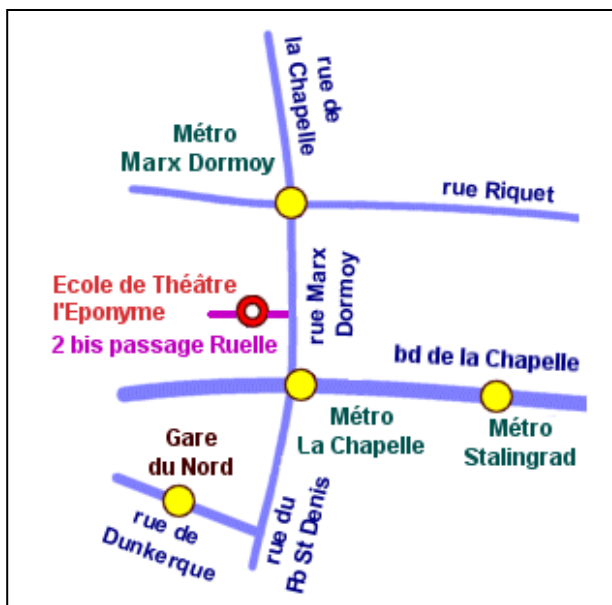 rue de
la Chapelle
Métro
Marx Dormoy
rue Riquet
Ecole de Théâtre
l'Eponyme
2 bis passage Ruelle
rue Marx
Dormoy
bd de la Chapelle
Métro
La Chapelle
Métro
Stalingrad
Gare
du Nord
rue de
Dunkerque
rue du
Fb St Denis